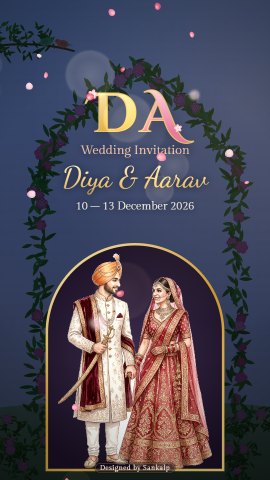 DA
Wedding Invitation
Diya & Aarav
10 — 13 December 2026
Designed by Sankalp